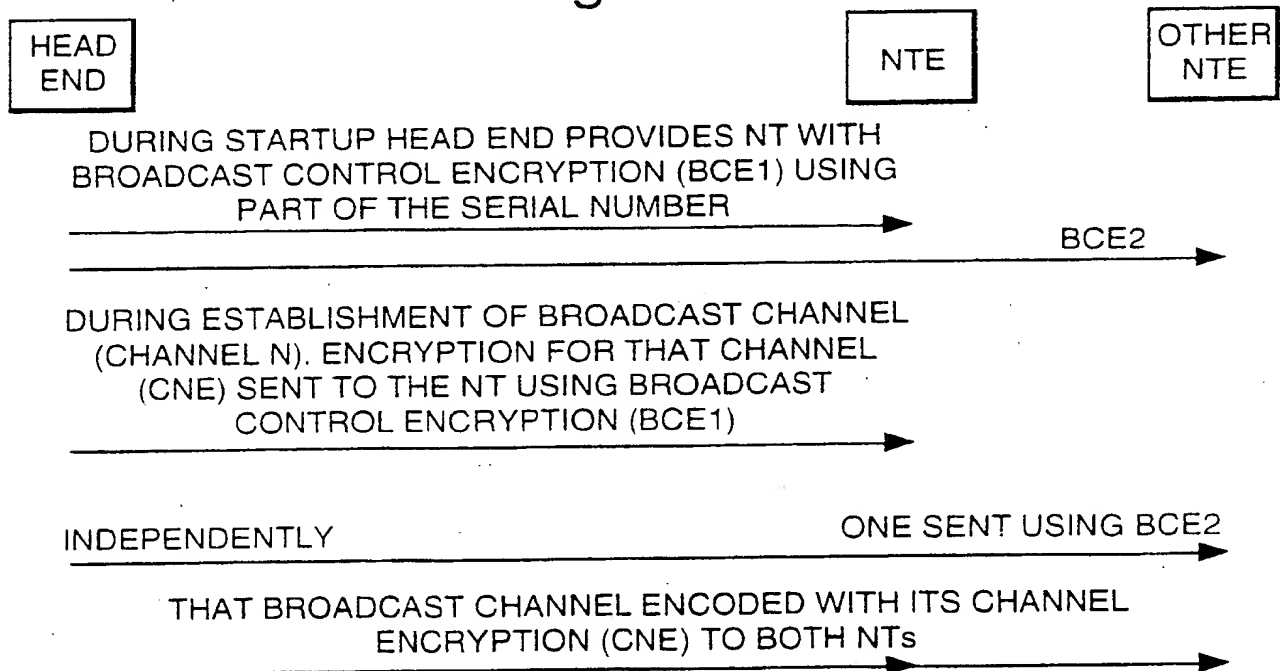 HEAD
END
NTE
OTHER
NTE
DURING STARTUP HEAD END PROVIDES NT WITH
BROADCAST CONTROL ENCRYPTION (BCE1) USING
PART OF THE SERIAL NUMBER
BCE2
DURING ESTABLISHMENT OF BROADCAST CHANNEL
(CHANNEL N). ENCRYPTION FOR THAT CHANNEL
(CNE) SENT TO THE NT USING BROADCAST
CONTROL ENCRYPTION (BCE1)
INDEPENDENTLY
ONE SENT USING BCE2
THAT BROADCAST CHANNEL ENCODED WITH ITS CHANNEL
ENCRYPTION (CNE) TO BOTH NTs